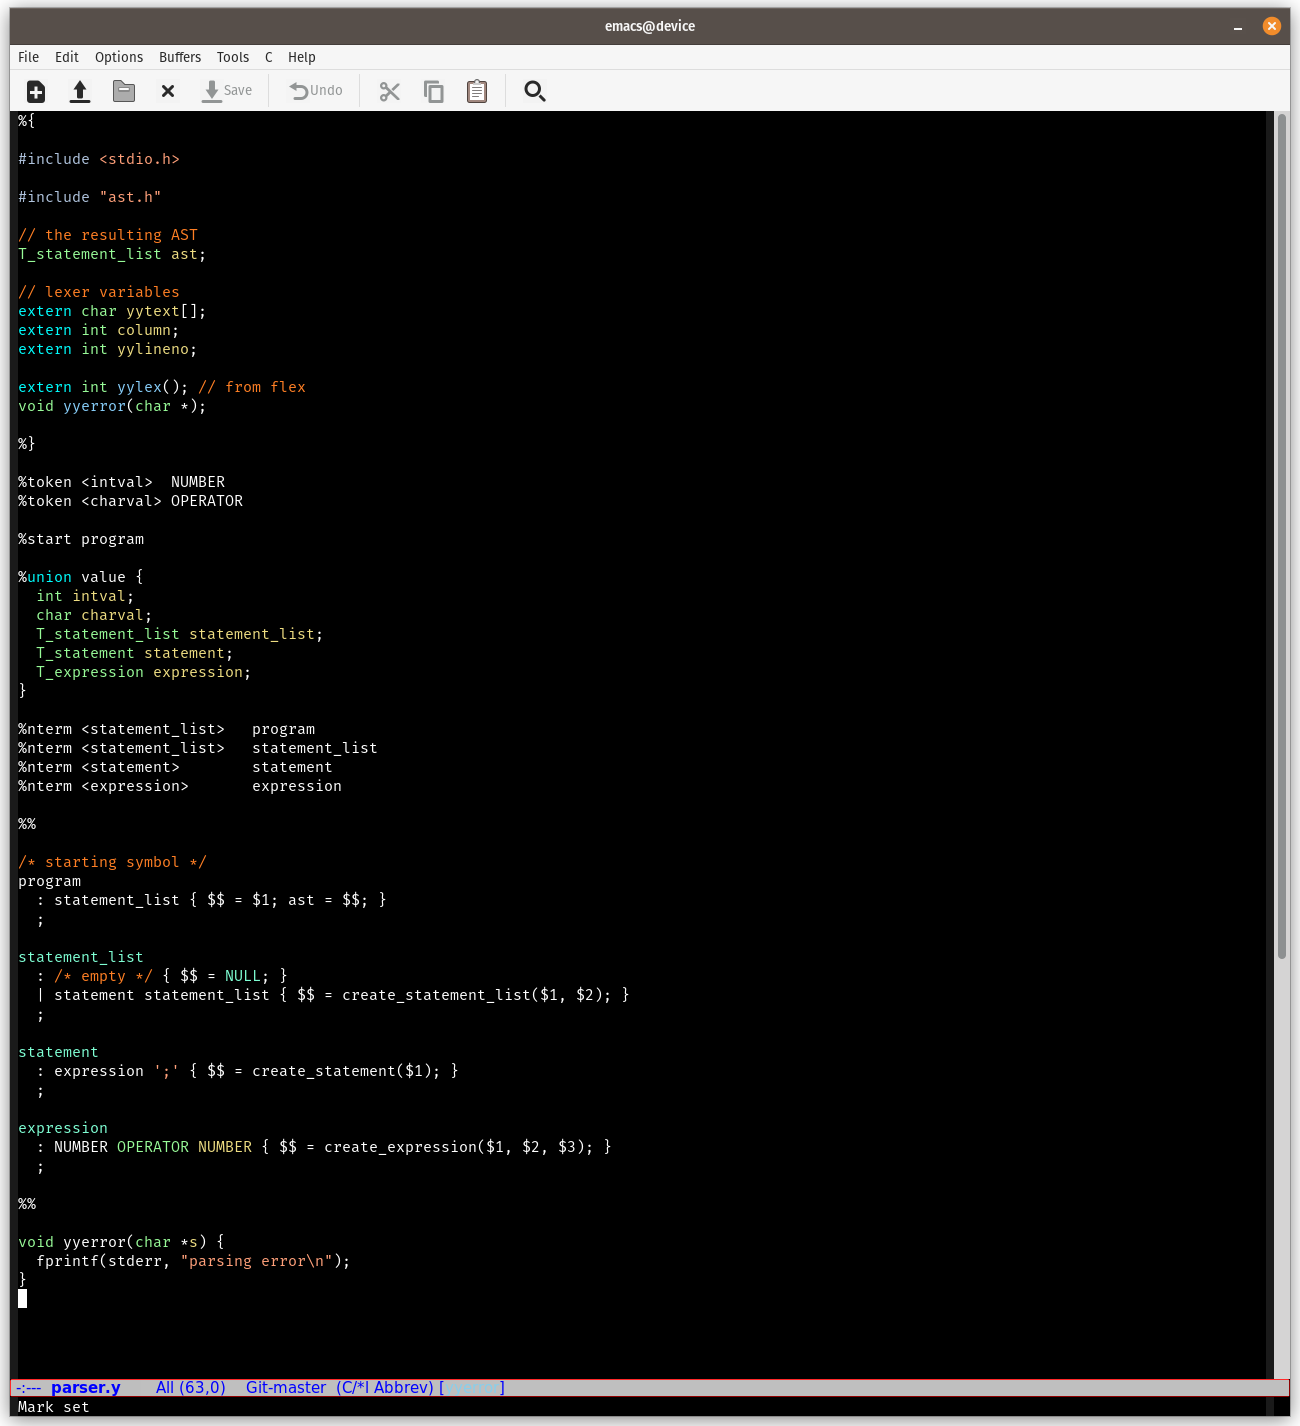 emacs@device
File Edit Options Buffers Tools C Help
Save Undo
%{
#include <stdio.h>
#include "ast.h"
// the resulting AST
T_statement_list ast;
// lexer variables
extern char yytext[];
extern int column;
extern int yylineno;
extern int yylex(); // from flex
void yyerror(char *);
%}
%token <intval>  NUMBER
%token <charval> OPERATOR
%start program
%union value {
  int intval;
  char charval;
  T_statement_list statement_list;
  T_statement statement;
  T_expression expression;
}
%nterm <statement_list>   program
%nterm <statement_list>   statement_list
%nterm <statement>        statement
%nterm <expression>       expression
%%
/* starting symbol */
program
  : statement_list { $$ = $1; ast = $$; }
  ;
statement_list
  : /* empty */ { $$ = NULL; }
  | statement statement_list { $$ = create_statement_list($1, $2); }
  ;
statement
  : expression ';' { $$ = create_statement($1); }
  ;
expression
  : NUMBER OPERATOR NUMBER { $$ = create_expression($1, $2, $3); }
  ;
%%
void yyerror(char *s) {
  fprintf(stderr, "parsing error\n");
}
-:--- parser.y All (63,0) Git-master (C/*l Abbrev) [ ]
Mark set